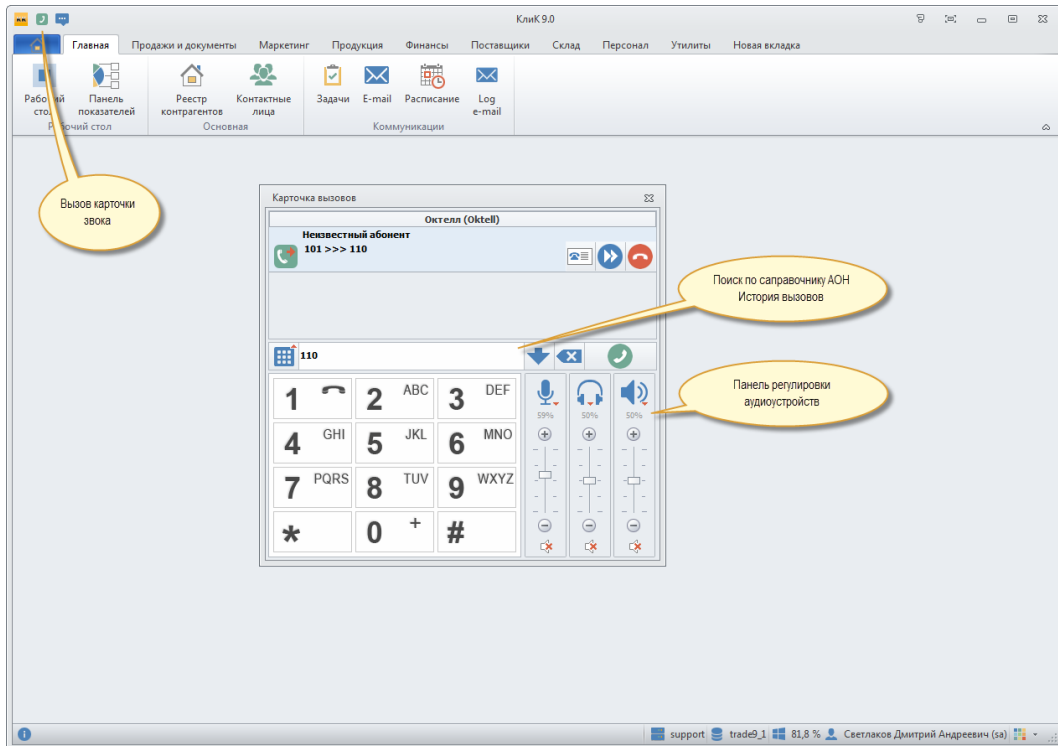 КлиК 9.0
Главная Продажи и документы Маркетинг Продукция Финансы Поставщики Склад Персонал Утилиты Новая вкладка
Рабочий стол
Панель показателей
Реестр контрагентов
Контактные лица
Задачи
E-mail
Расписание
Log e-mail
Рабочий стол Основная Коммуникации
Вызов карточки
звока
Карточка вызовов
Октелл (Oktell)
Неизвестный абонент
101 >>> 110
Поиск по саправочнику АОН
История вызовов
110
1 2 ABC 3 DEF
59% 50% 50%
Панель регулировки
аудиоустройств
4 GHI 5 JKL 6 MNO
7 PQRS 8 TUV 9 WXYZ
* 0 + #
support trade9_1 81,8 % Светлаков Дмитрий Андреевич (sa)